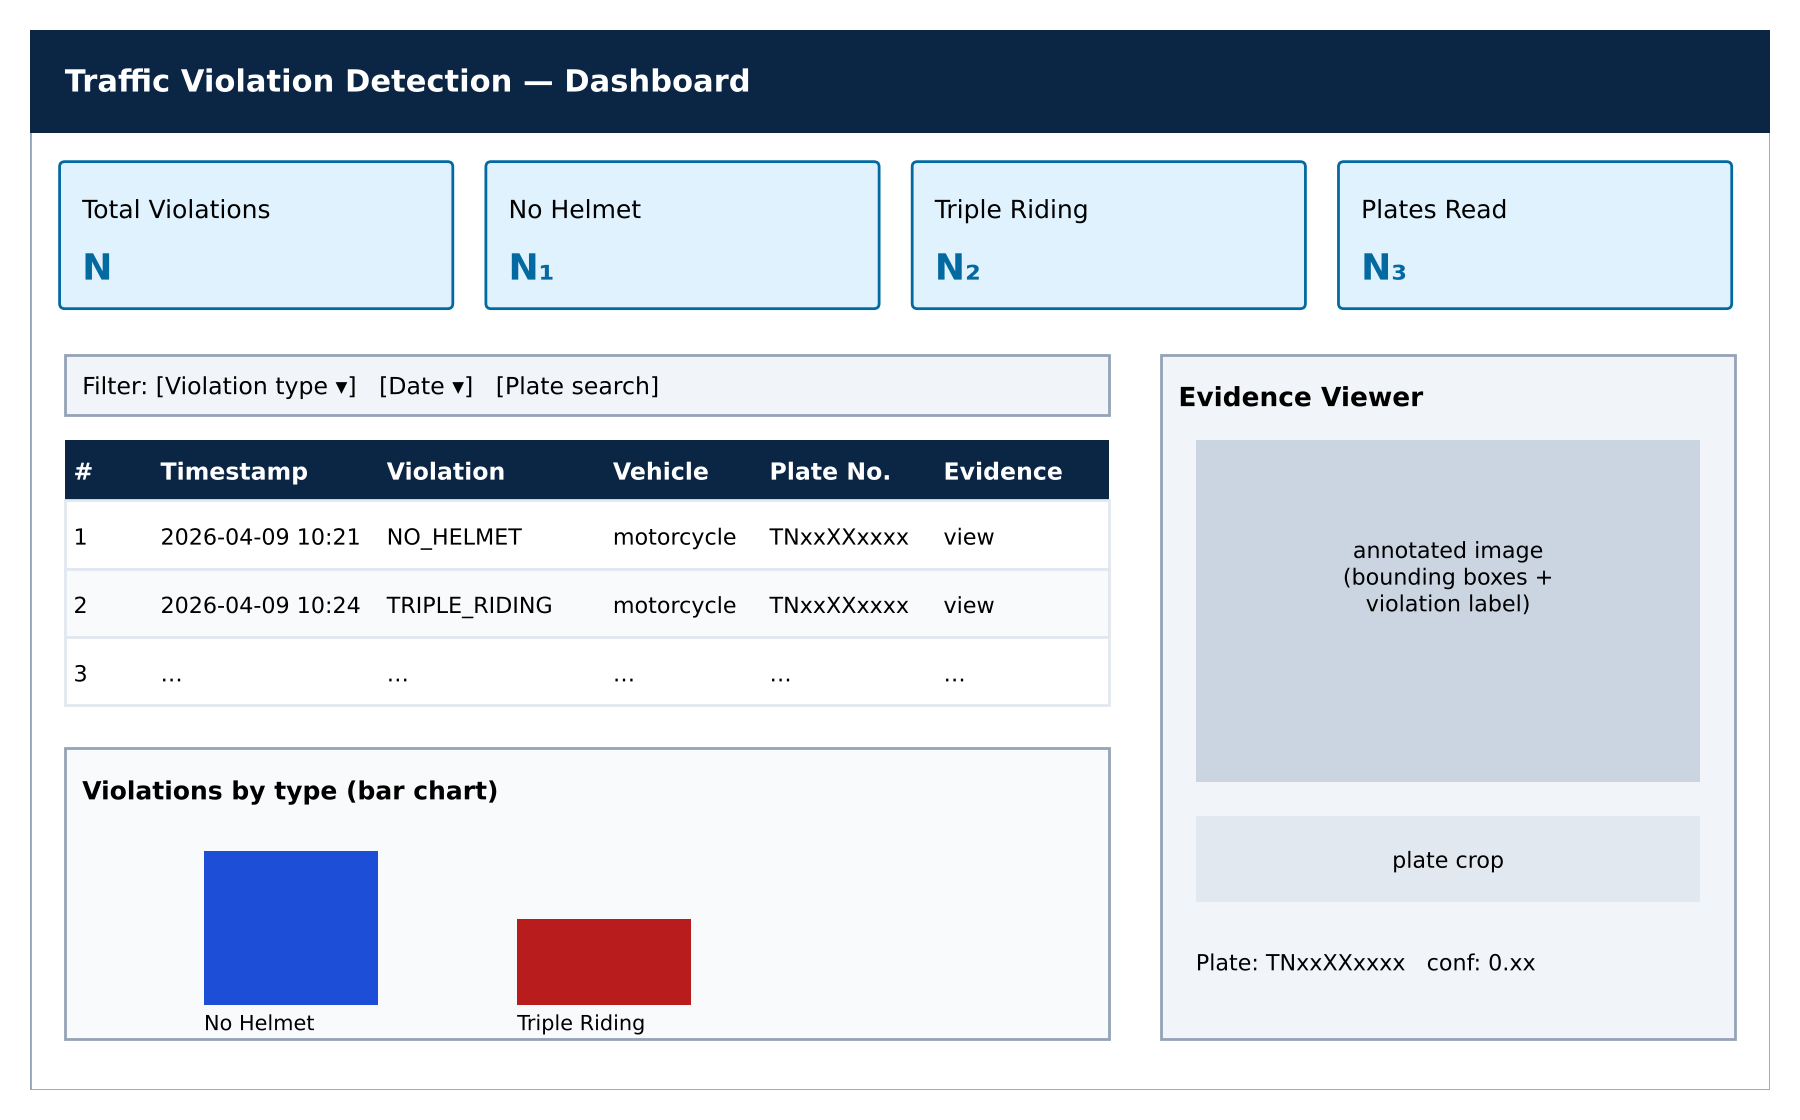 Traffic Violation Detection — Dashboard
Total Violations
N
No Helmet
N₁
Triple Riding
N₂
Plates Read
N₃
Filter: [Violation type ▾] [Date ▾] [Plate search]
# Timestamp Violation Vehicle Plate No. Evidence
1 2026-04-09 10:21 NO_HELMET motorcycle TNxxXXxxxx view
2 2026-04-09 10:24 TRIPLE_RIDING motorcycle TNxxXXxxxx view
3 ... ... ... ... ...
Violations by type (bar chart)
No Helmet
Triple Riding
Evidence Viewer
annotated image
(bounding boxes +
violation label)
plate crop
Plate: TNxxXXxxxx conf: 0.xx